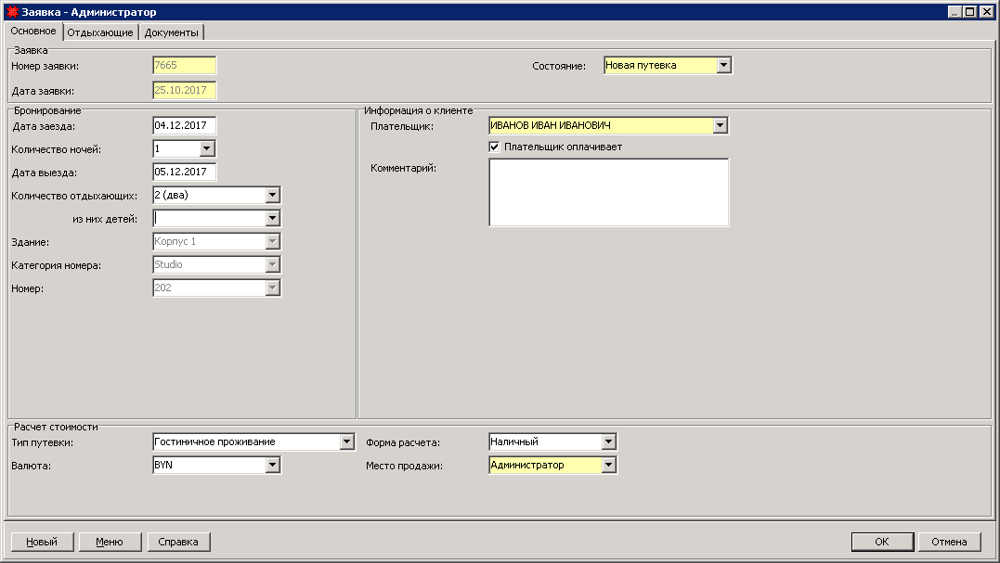 Заявка - Администратор
Основное Отдыхающие Документы
Заявка
Номер заявки: 7665 Состояние: Новая путевка
Дата заявки: 25.10.2017
Бронирование Информация о клиенте
Дата заезда: 04.12.2017 Плательщик: ИВАНОВ ИВАН ИВАНОВИЧ
Количество ночей: 1 Плательщик оплачивает
Дата выезда: 05.12.2017 Комментарий:
Количество отдыхающих: 2 (два)
из них детей:
Здание: Корпус 1
Категория номера: Studio
Номер: 202
Расчет стоимости
Тип путевки: Гостиничное проживание Форма расчета: Наличный
Валюта: BYN Место продажи: Администратор
Новый Меню Справка ОК Отмена